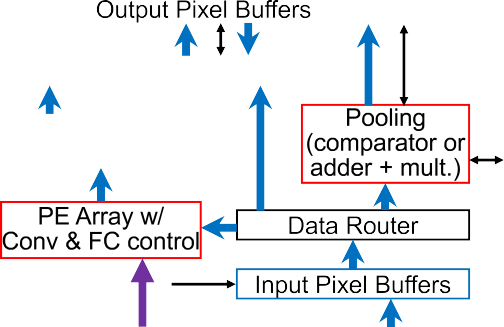 Output Pixel Buffers
Pooling
(comparator or
adder + mult.)
PE Array w/
Conv & FC control
Data Router
Input Pixel Buffers